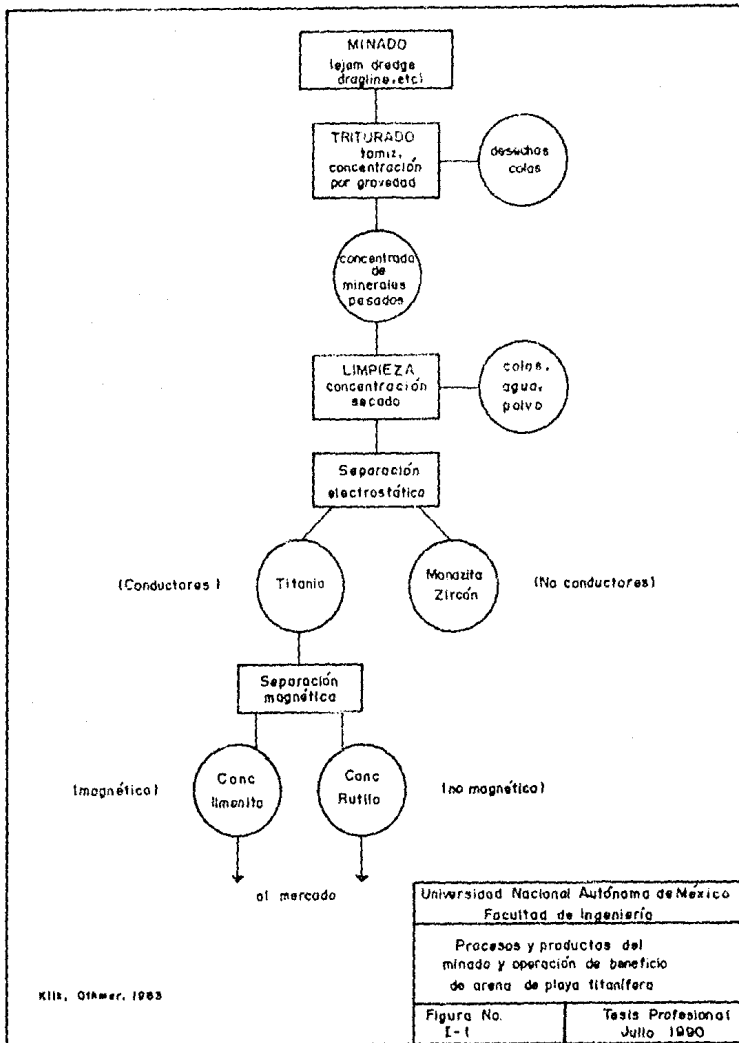 MINADO
(ejem dredge
dragline, etc)
TRITURADO
tamiz,
concentración
por gravedad
desechos
colas
concentrado
de
minerales
pesados
LIMPIEZA
concentración
secado
colas,
agua,
polvo
Separación
electrostática
(Conductores)
Titanio
Monazita
Zircón
(No conductores)
Separación
magnética
(magnética)
Conc
Ilmenita
Conc
Rutilo
(no magnética)
al mercado
Universidad Nacional Autónoma de México
Facultad de Ingeniería
Procesos y productos del
minado y operación de beneficio
de arena de playa titanífera
Kilk, Othmer, 1983
Figura No.
I-1
Tesis Profesional
Julio 1990